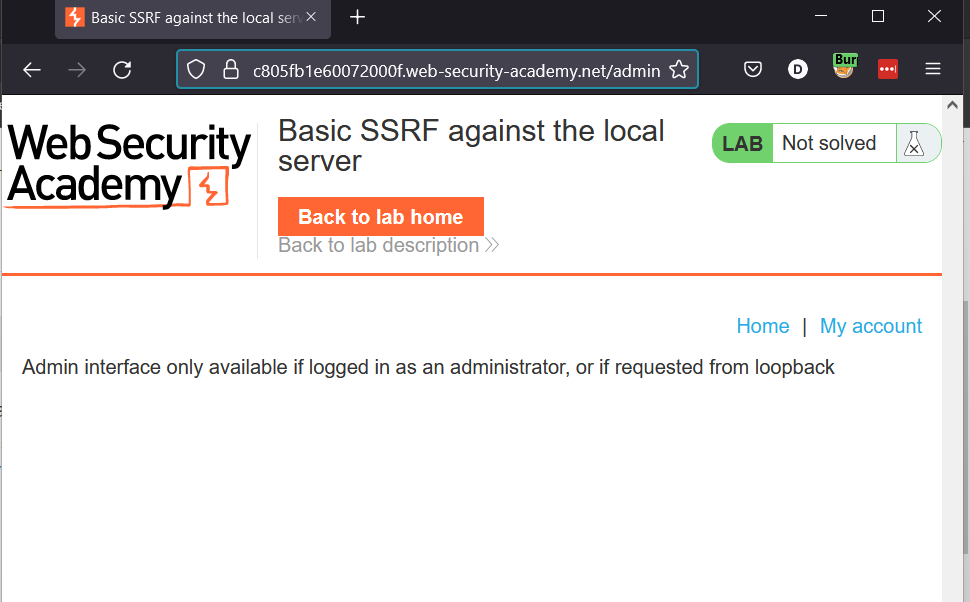 Basic SSRF against the local ser
Bur
D
c805fb1e60072000f.web-security-academy.net/admin
Web Security
Academy
Basic SSRF against the local
server
LAB Not solved
Back to lab home
Back to lab description
Home | My account
Admin interface only available if logged in as an administrator, or if requested from loopback